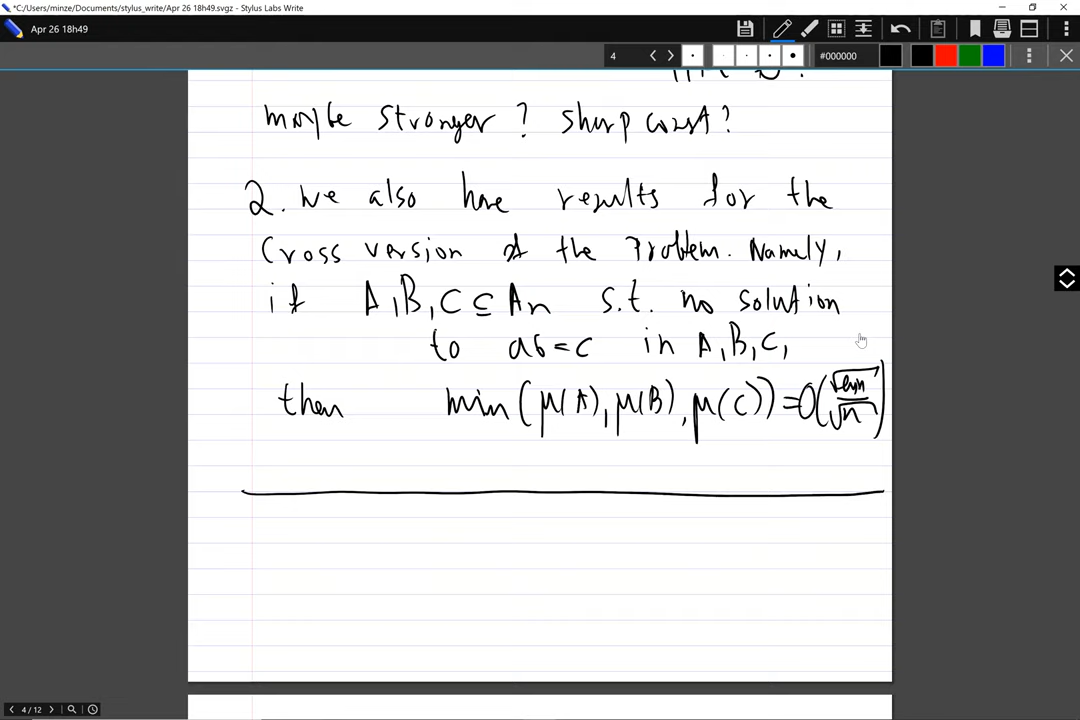 *C:/Users/minze/Documents/stylus_write/Apr 26 18h49.svgz - Stylus Labs Write
Apr 26 18h49
4
#000000
maybe stronger? sharp const?
2. We also have results for the
Cross version of the Problem. Namely,
if A, B, C ⊆ An s.t. no solution
to ab=c in A, B, C,
then min(μ(A), μ(B), μ(C)) = O(√logn/√n)
4 / 12